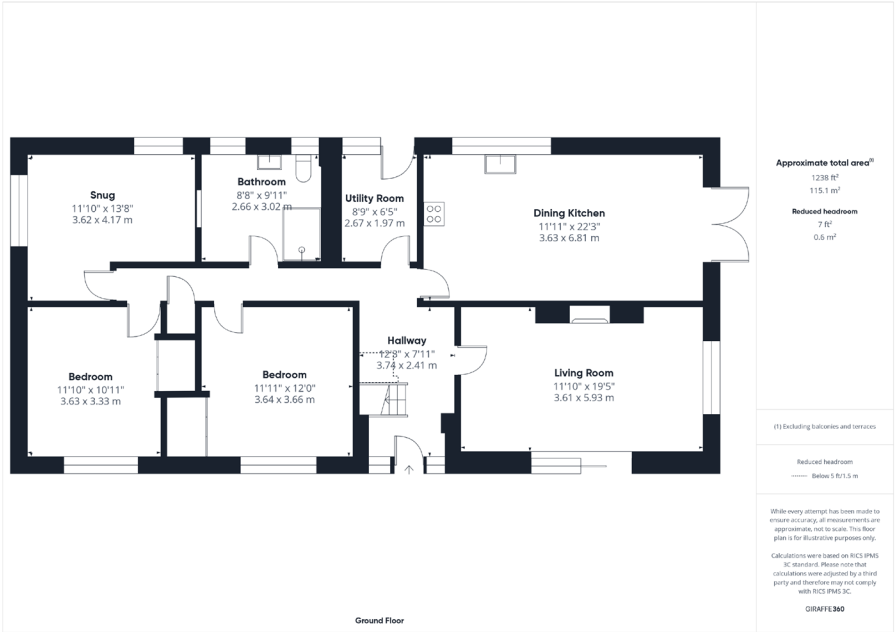 Snug
11'10" x 13'8"
3.62 x 4.17 m
Bathroom
8'8" x 9'11"
2.66 x 3.02 m
Utility Room
8'9" x 6'5"
2.67 x 1.97 m
Dining Kitchen
11'11" x 22'3"
3.63 x 6.81 m
Bedroom
11'10" x 10'11"
3.63 x 3.33 m
Bedroom
11'11" x 12'0"
3.64 x 3.66 m
Hallway
12'3" x 7'11"
3.74 x 2.41 m
Living Room
11'10" x 19'5"
3.61 x 5.93 m
Ground Floor
Approximate total area(1)
1238 ft²
115.1 m²
Reduced headroom
7 ft²
0.6 m²
(1) Excluding balconies and terraces
Reduced headroom
Below 5 ft/1.5 m
While every attempt has been made to
ensure accuracy, all measurements are
approximate, not to scale. This floor
plan is for illustrative purposes only.
Calculations were based on RICS IPMS
3C standard. Please note that
calculations were adjusted by a third
party and therefore may not comply
with RICS IPMS 3C.
GIRAFFE360